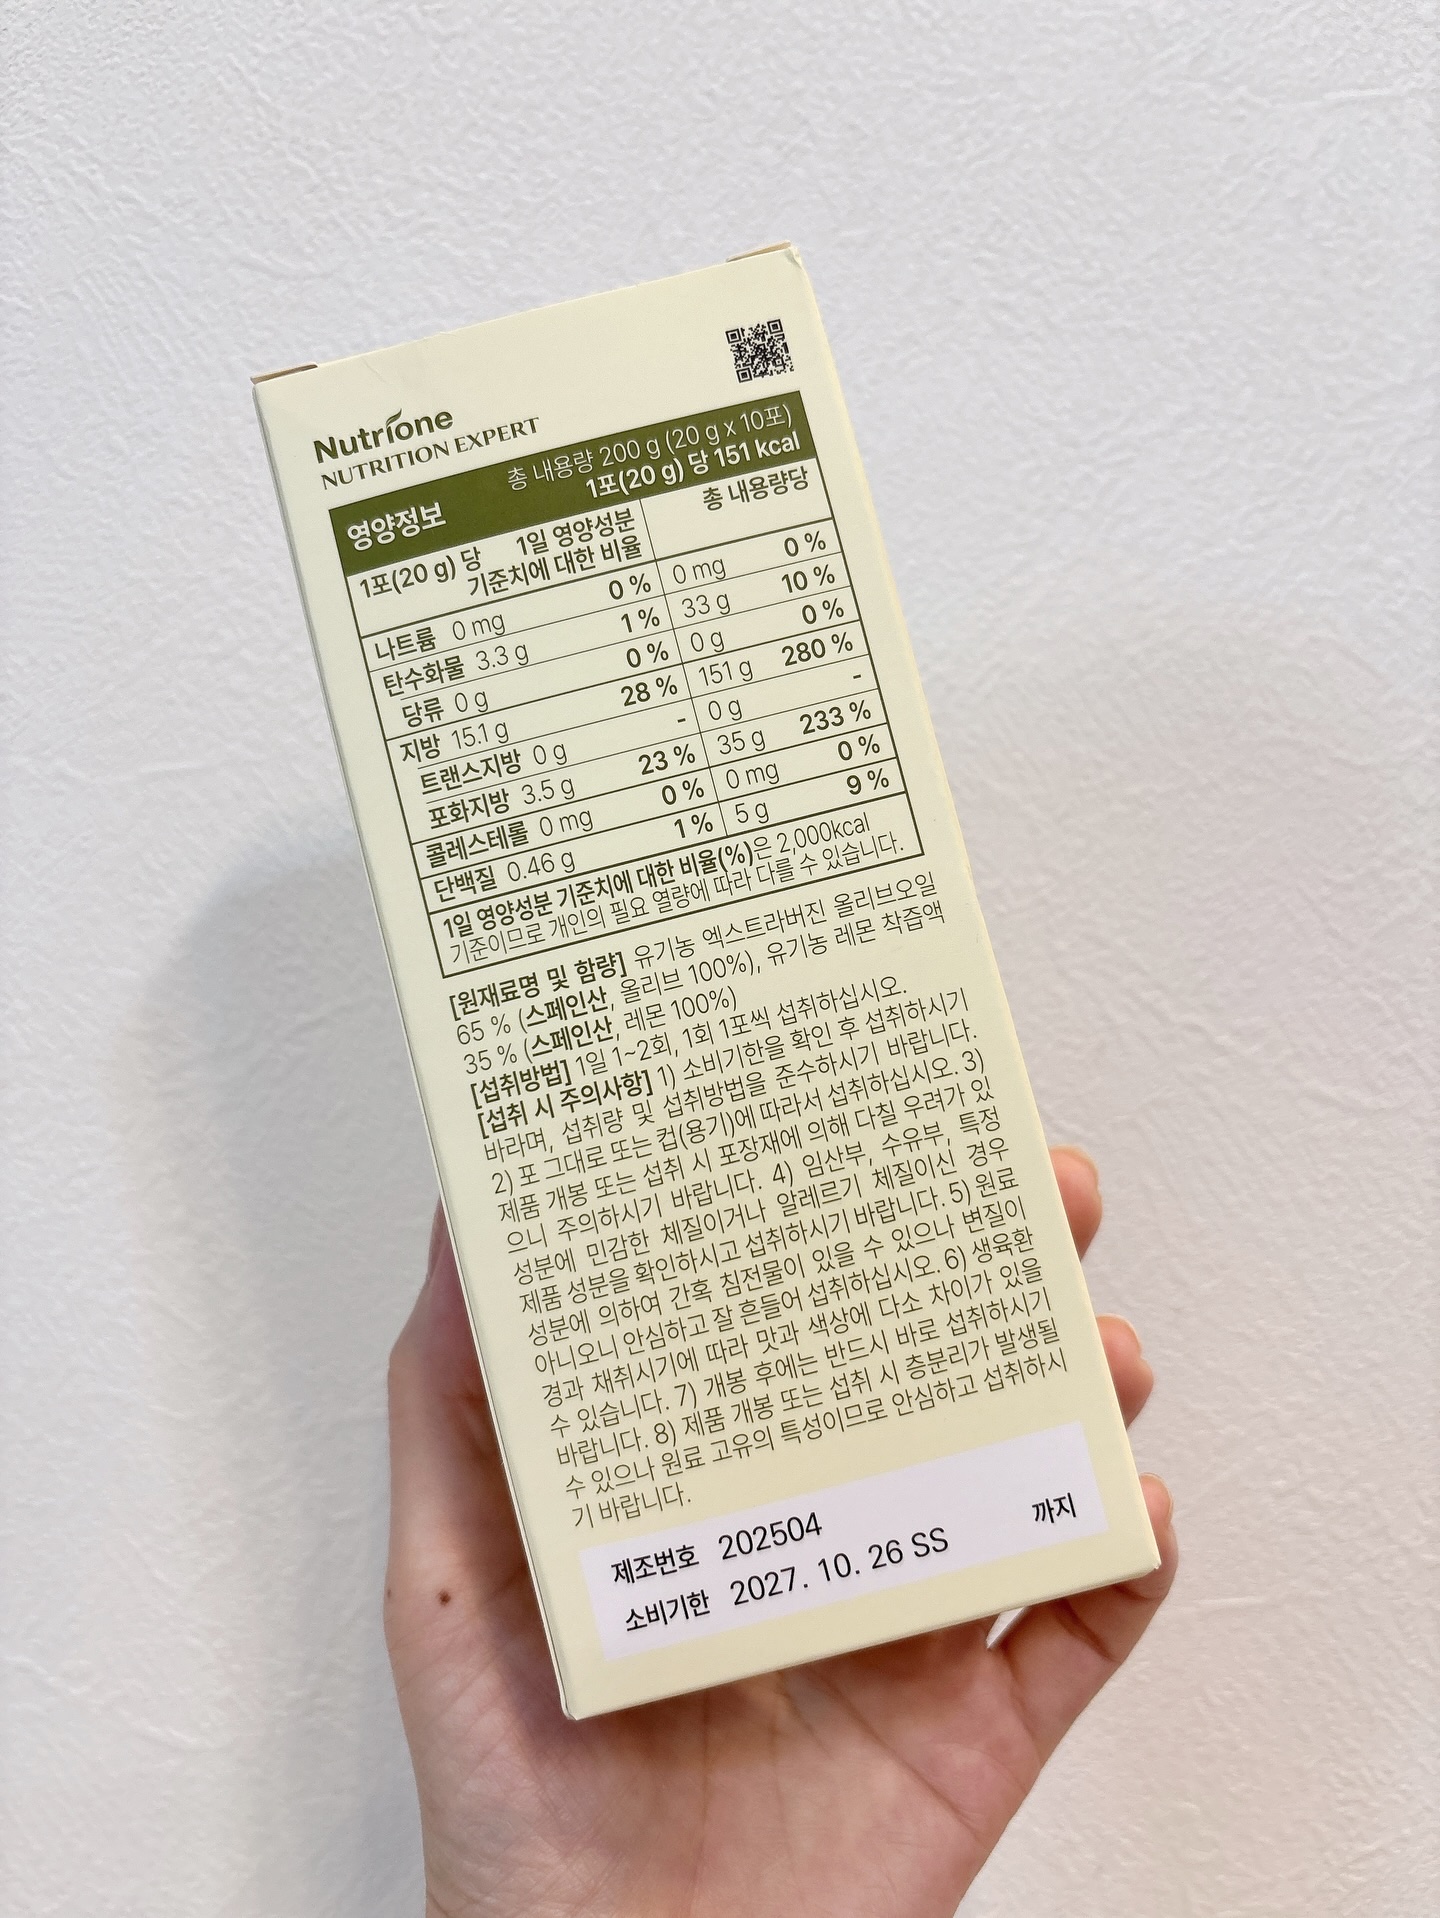 Nutrione
NUTRITION EXPERT
영양정보
총 내용량 200 g (20 g x 10포)
1포(20 g) 당 151 kcal
1포(20 g) 당 1일 영양성분 기준치에 대한 비율 총 내용량당
나트륨 0 mg 0 % 0 mg 0 %
탄수화물 3.3 g 1 % 33 g 10 %
당류 0 g 0 % 0 g 0 %
지방 15.1 g 28 % 151 g 280 %
트랜스지방 0 g - 0 g -
포화지방 3.5 g 23 % 35 g 233 %
콜레스테롤 0 mg 0 % 0 mg 0 %
단백질 0.46 g 1 % 5 g 9 %
1일 영양성분 기준치에 대한 비율(%)은 2,000kcal
기준이므로 개인의 필요 열량에 따라 다를 수 있습니다.
[원재료명 및 함량] 유기농 엑스트라버진 올리브오일
65 % (스페인산, 올리브 100%), 유기농 레몬 착즙액
35 % (스페인산, 레몬 100%)
[섭취방법] 1일 1~2회, 1회 1포씩 섭취하십시오.
[섭취 시 주의사항] 1) 소비기한을 확인 후 섭취하시기
바라며, 섭취량 및 섭취방법을 준수하시기 바랍니다.
2) 포 그대로 또는 컵(용기)에 따라서 섭취하십시오. 3)
제품 개봉 또는 섭취 시 포장재에 의해 다칠 우려가 있
으니 주의하시기 바랍니다. 4) 임산부, 수유부, 특정
성분에 민감한 체질이거나 알레르기 체질이신 경우
제품 성분을 확인하시고 섭취하시기 바랍니다. 5) 원료
성분에 의하여 간혹 침전물이 있을 수 있으나 변질이
아니오니 안심하고 잘 흔들어 섭취하십시오. 6) 생육환
경과 채취시기에 따라 맛과 색상에 다소 차이가 있을
수 있습니다. 7) 개봉 후에는 반드시 바로 섭취하시기
바랍니다. 8) 제품 개봉 또는 섭취 시 층분리가 발생될
수 있으나 원료 고유의 특성이므로 안심하고 섭취하시
기 바랍니다.
제조번호 202504
소비기한 2027. 10. 26 SS 까지